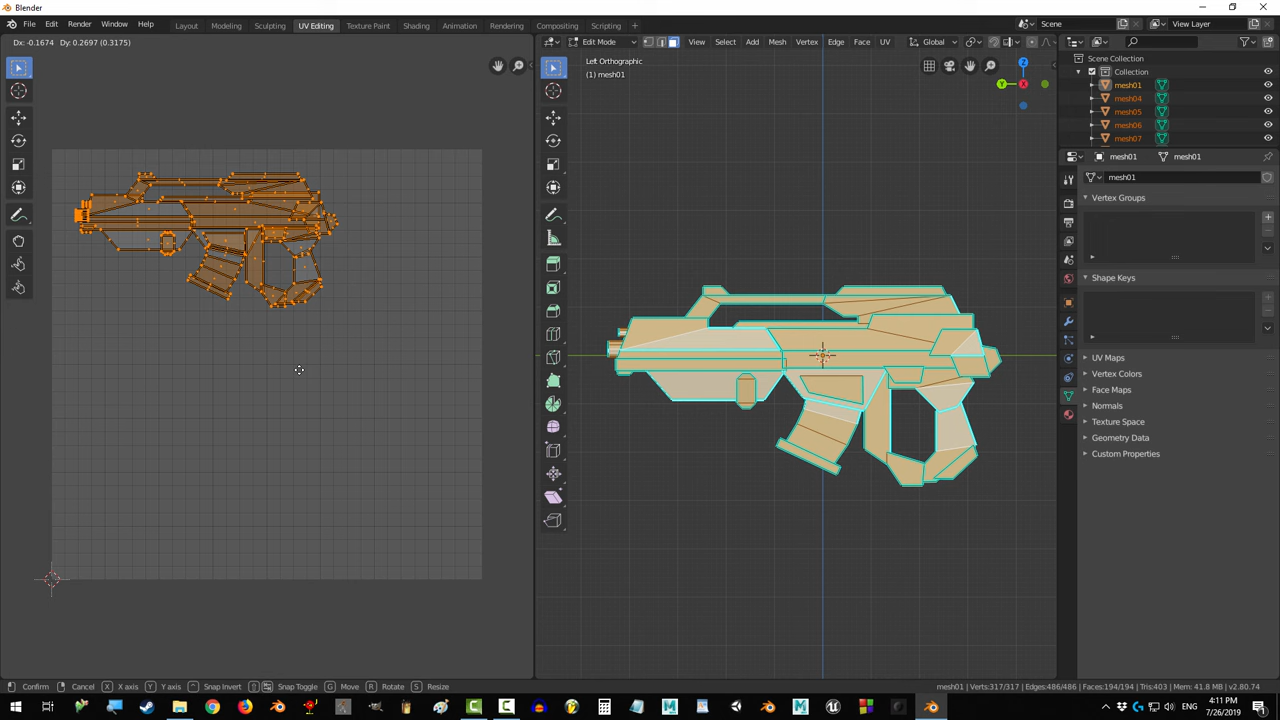 Blender
File Edit Render Window Help
Layout Modeling Sculpting UV Editing Texture Paint Shading Animation Rendering Compositing Scripting +
Scene View Layer
Dx: -0.1674 Dy: 0.2697 (0.3175)
Edit Mode View Select Add Mesh Vertex Edge Face UV Global
Left Orthographic
(1) mesh01
Z
Y
X
Scene Collection
Collection
mesh01
mesh04
mesh05
mesh06
mesh07
mesh01 mesh01
mesh01
Vertex Groups
Shape Keys
UV Maps
Vertex Colors
Face Maps
Normals
Texture Space
Geometry Data
Custom Properties
Confirm Cancel X X axis Y Y axis Snap Invert Snap Toggle G Move R Rotate S Resize
mesh01 | Verts:317/317 | Edges:486/486 | Faces:194/194 | Tris:403 | Mem: 41.8 MB | v2.80.74
4:11 PM
7/26/2019